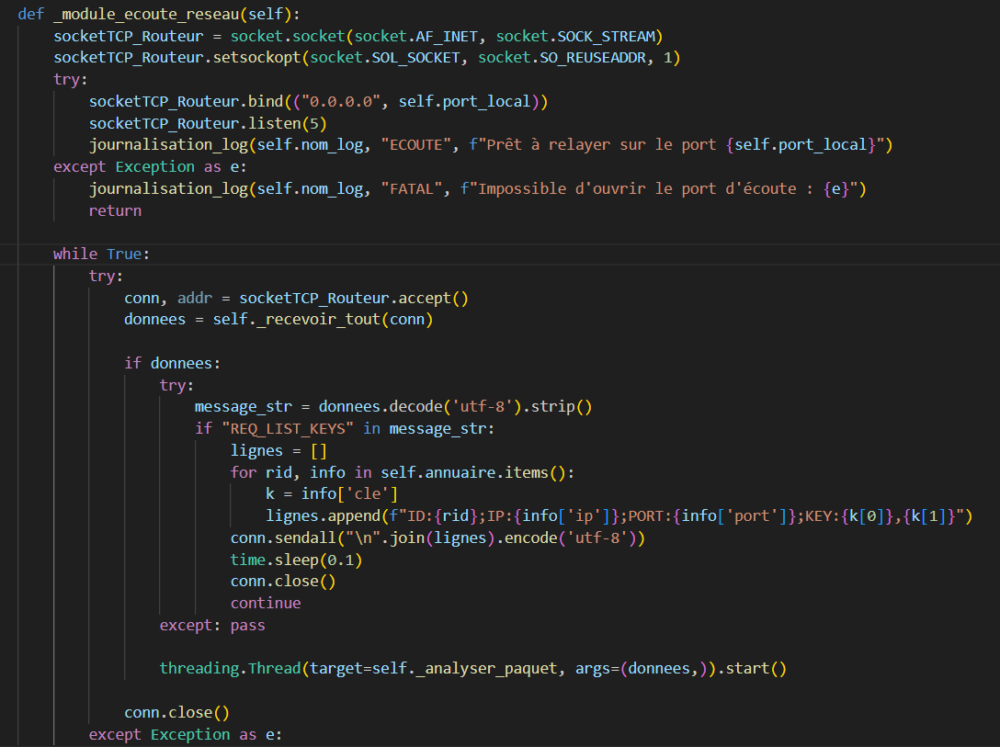 def _module_ecoute_reseau(self):
    socketTCP_Routeur = socket.socket(socket.AF_INET, socket.SOCK_STREAM)
    socketTCP_Routeur.setsockopt(socket.SOL_SOCKET, socket.SO_REUSEADDR, 1)
    try:
        socketTCP_Routeur.bind(("0.0.0.0", self.port_local))
        socketTCP_Routeur.listen(5)
        journalisation_log(self.nom_log, "ECOUTE", f"Prêt à relayer sur le port {self.port_local}")
    except Exception as e:
        journalisation_log(self.nom_log, "FATAL", f"Impossible d'ouvrir le port d'écoute : {e}")
        return
    while True:
        try:
            conn, addr = socketTCP_Routeur.accept()
            donnees = self._recevoir_tout(conn)
            if donnees:
                try:
                    message_str = donnees.decode('utf-8').strip()
                    if "REQ_LIST_KEYS" in message_str:
                        lignes = []
                        for rid, info in self.annuaire.items():
                            k = info['cle']
                            lignes.append(f"ID:{rid};IP:{info['ip']};PORT:{info['port']};KEY:{k[0]},{k[1]}")
                        conn.sendall("\n".join(lignes).encode('utf-8'))
                        time.sleep(0.1)
                        conn.close()
                        continue
                except: pass
                threading.Thread(target=self._analyser_paquet, args=(donnees,)).start()
            conn.close()
        except Exception as e: